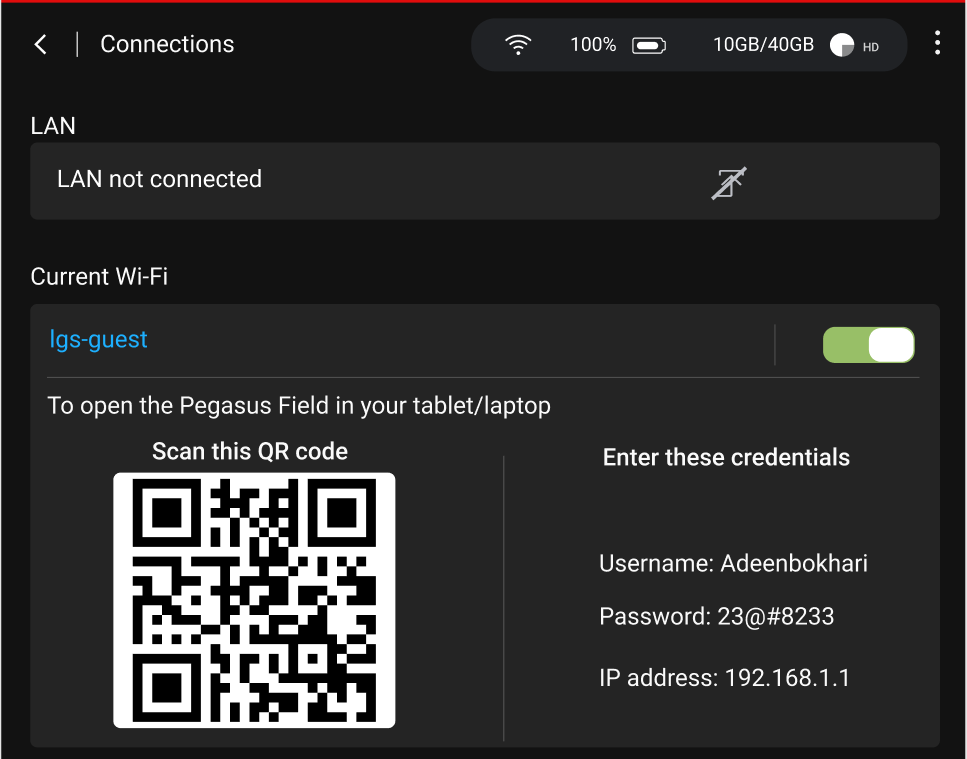 Connections
100%
10GB/40GB
HD
LAN
LAN not connected
Current Wi-Fi
lgs-guest
To open the Pegasus Field in your tablet/laptop
Scan this QR code
Enter these credentials
Username: Adeenbokhari
Password: 23@#8233
IP address: 192.168.1.1